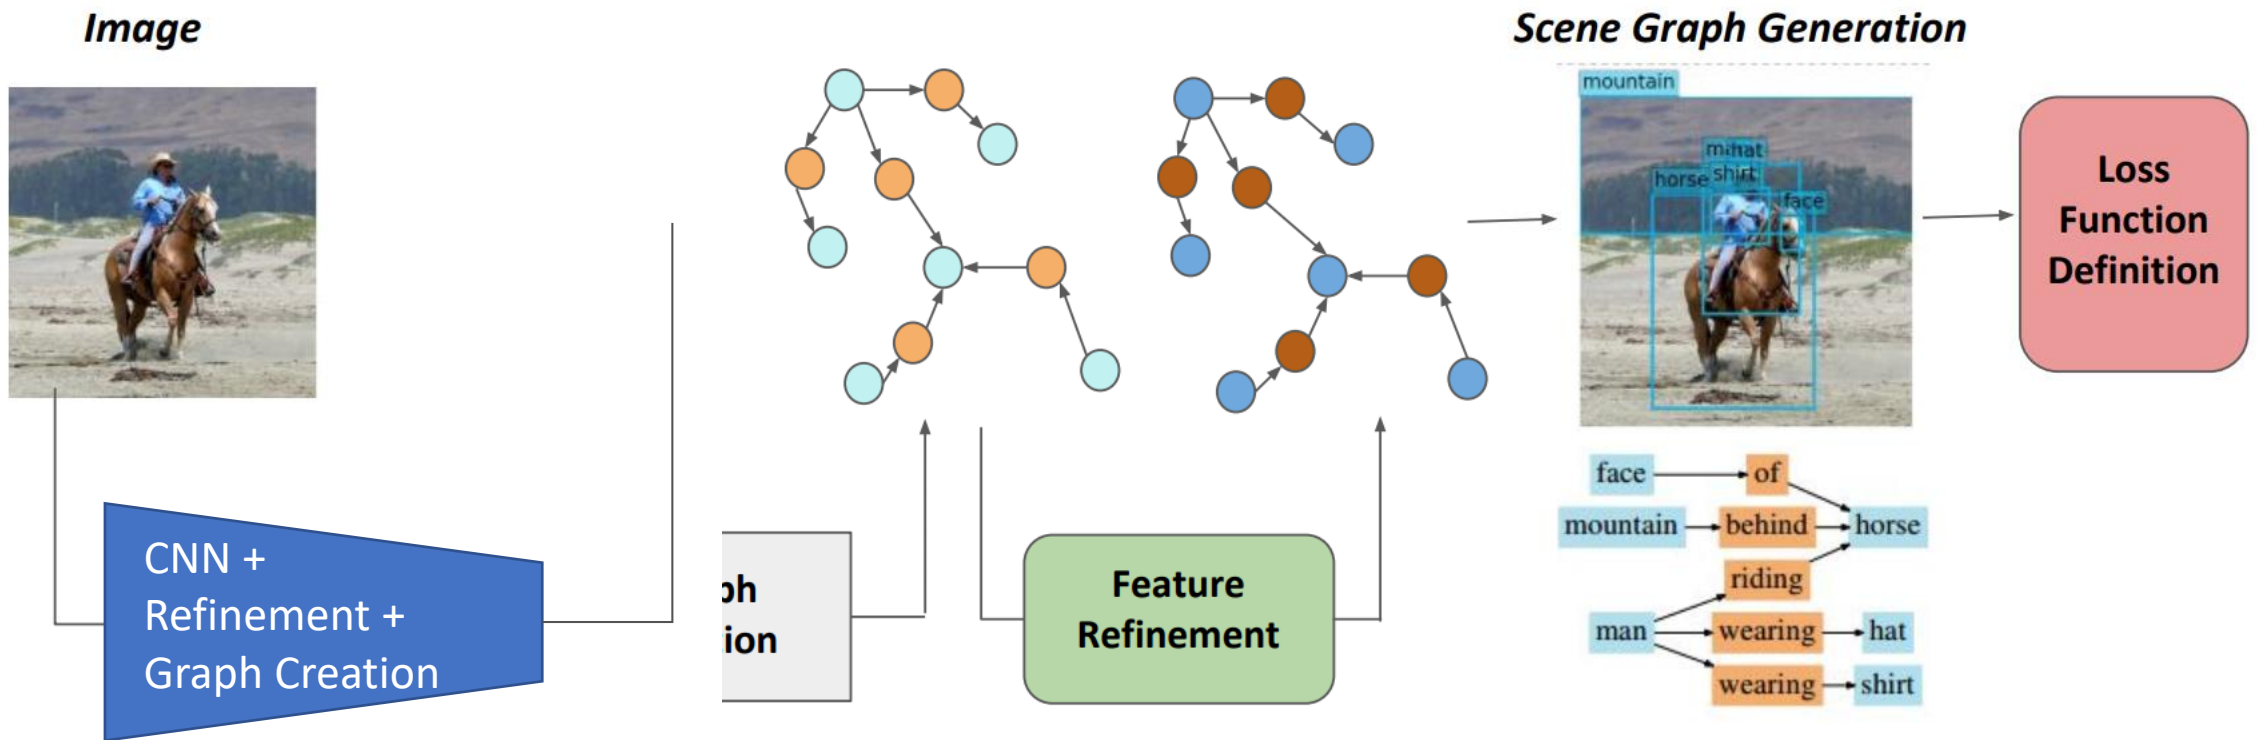 Image
Scene Graph Generation
mountain
hat
shirt
horse
face
Loss
Function
Definition
CNN +
Refinement +
Graph Creation
ph
ion
Feature
Refinement
face
of
mountain
behind
horse
riding
man
wearing
hat
wearing
shirt